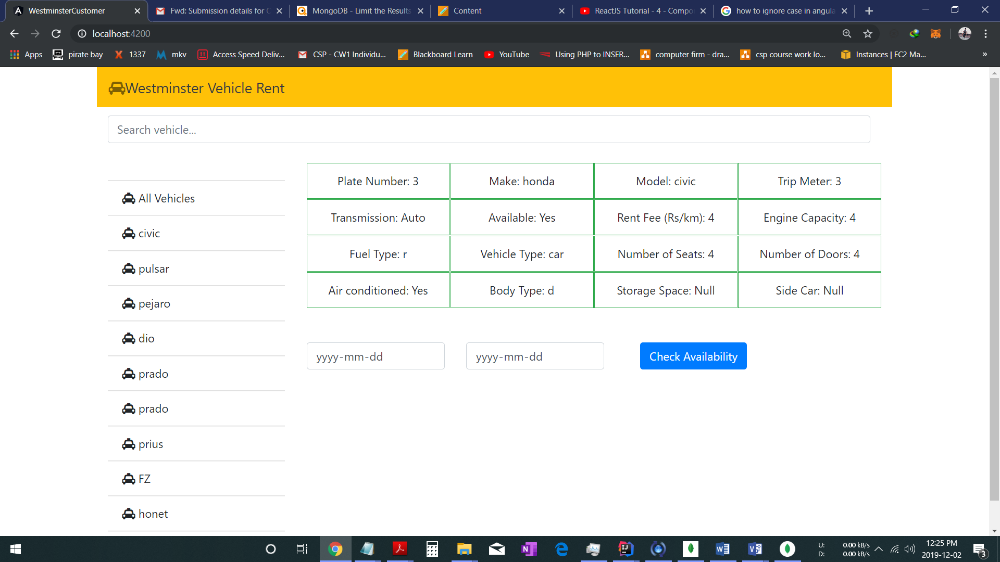 WestminsterCustomer
Fwd: Submission details for C
MongoDB - Limit the Results
Content
ReactJS Tutorial - 4 - Compo
how to ignore case in angula
localhost:4200
Apps
pirate bay
1337
mkv
Access Speed Deliv...
CSP - CW1 Individu...
Blackboard Learn
YouTube
Using PHP to INSER...
computer firm - dra...
csp course work lo...
Instances | EC2 Ma...
»
Westminster Vehicle Rent
Search vehicle...
All Vehicles
civic
pulsar
pejaro
dio
prado
prado
prius
FZ
honet
Plate Number: 3 Make: honda Model: civic Trip Meter: 3
Transmission: Auto Available: Yes Rent Fee (Rs/km): 4 Engine Capacity: 4
Fuel Type: r Vehicle Type: car Number of Seats: 4 Number of Doors: 4
Air conditioned: Yes Body Type: d Storage Space: Null Side Car: Null
yyyy-mm-dd yyyy-mm-dd Check Availability
U: 0.00 kB/s
D: 0.00 kB/s
12:25 PM
2019-12-02
3